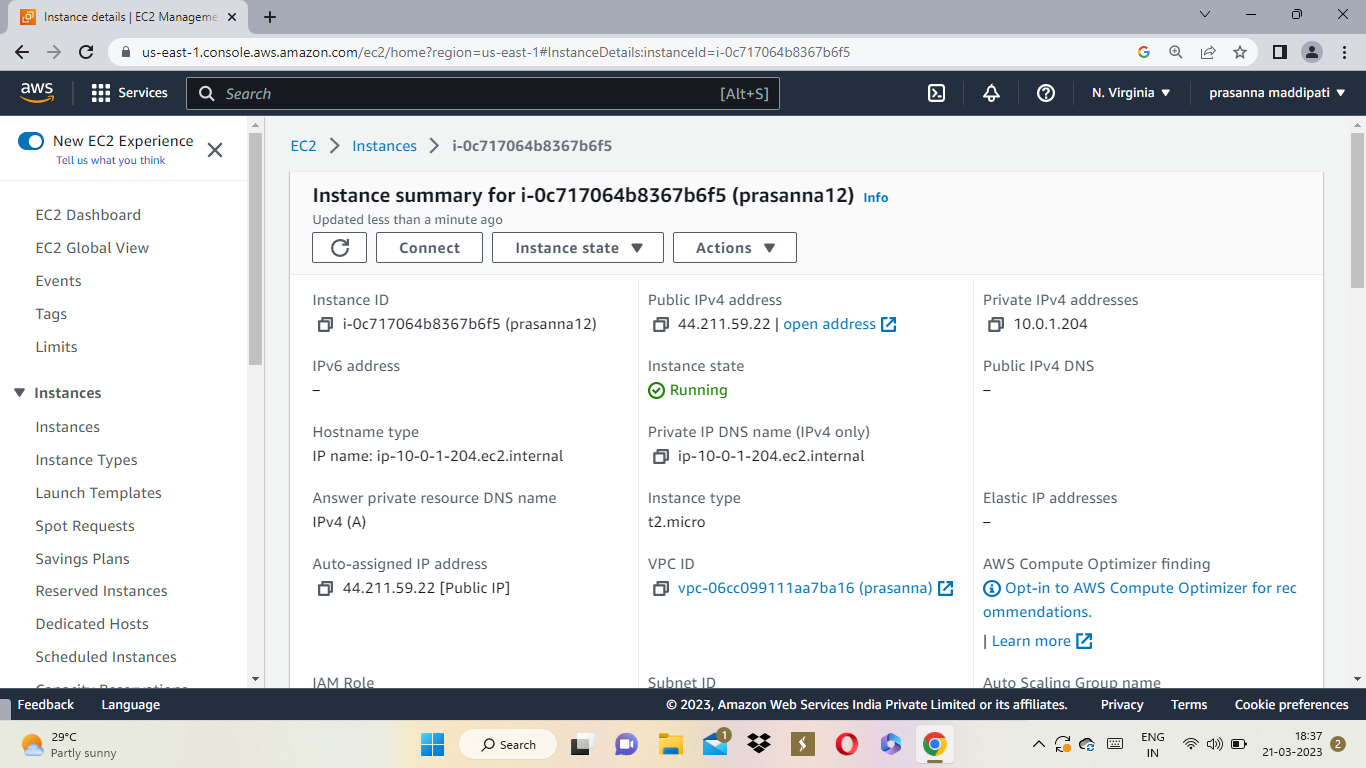 Instance details | EC2 Manageme
us-east-1.console.aws.amazon.com/ec2/home?region=us-east-1#InstanceDetails:instanceId=i-0c717064b8367b6f5
aws
Services
Search
[Alt+S]
N. Virginia
prasanna maddipati
New EC2 Experience
Tell us what you think
EC2 Dashboard
EC2 Global View
Events
Tags
Limits
Instances
Instances
Instance Types
Launch Templates
Spot Requests
Savings Plans
Reserved Instances
Dedicated Hosts
Scheduled Instances
Capacity Reservations
EC2 > Instances > i-0c717064b8367b6f5
Instance summary for i-0c717064b8367b6f5 (prasanna12) Info
Updated less than a minute ago
Connect
Instance state
Actions
Instance ID
i-0c717064b8367b6f5 (prasanna12)
Public IPv4 address
44.211.59.22 | open address
Private IPv4 addresses
10.0.1.204
IPv6 address
–
Instance state
Running
Public IPv4 DNS
–
Hostname type
IP name: ip-10-0-1-204.ec2.internal
Private IP DNS name (IPv4 only)
ip-10-0-1-204.ec2.internal
Answer private resource DNS name
IPv4 (A)
Instance type
t2.micro
Elastic IP addresses
–
Auto-assigned IP address
44.211.59.22 [Public IP]
VPC ID
vpc-06cc099111aa7ba16 (prasanna)
AWS Compute Optimizer finding
Opt-in to AWS Compute Optimizer for rec
ommendations.
| Learn more
IAM Role
Subnet ID
Auto Scaling Group name
Feedback
Language
© 2023, Amazon Web Services India Private Limited or its affiliates.
Privacy
Terms
Cookie preferences
29°C
Partly sunny
Search
1
ENG
IN
18:37
21-03-2023
2